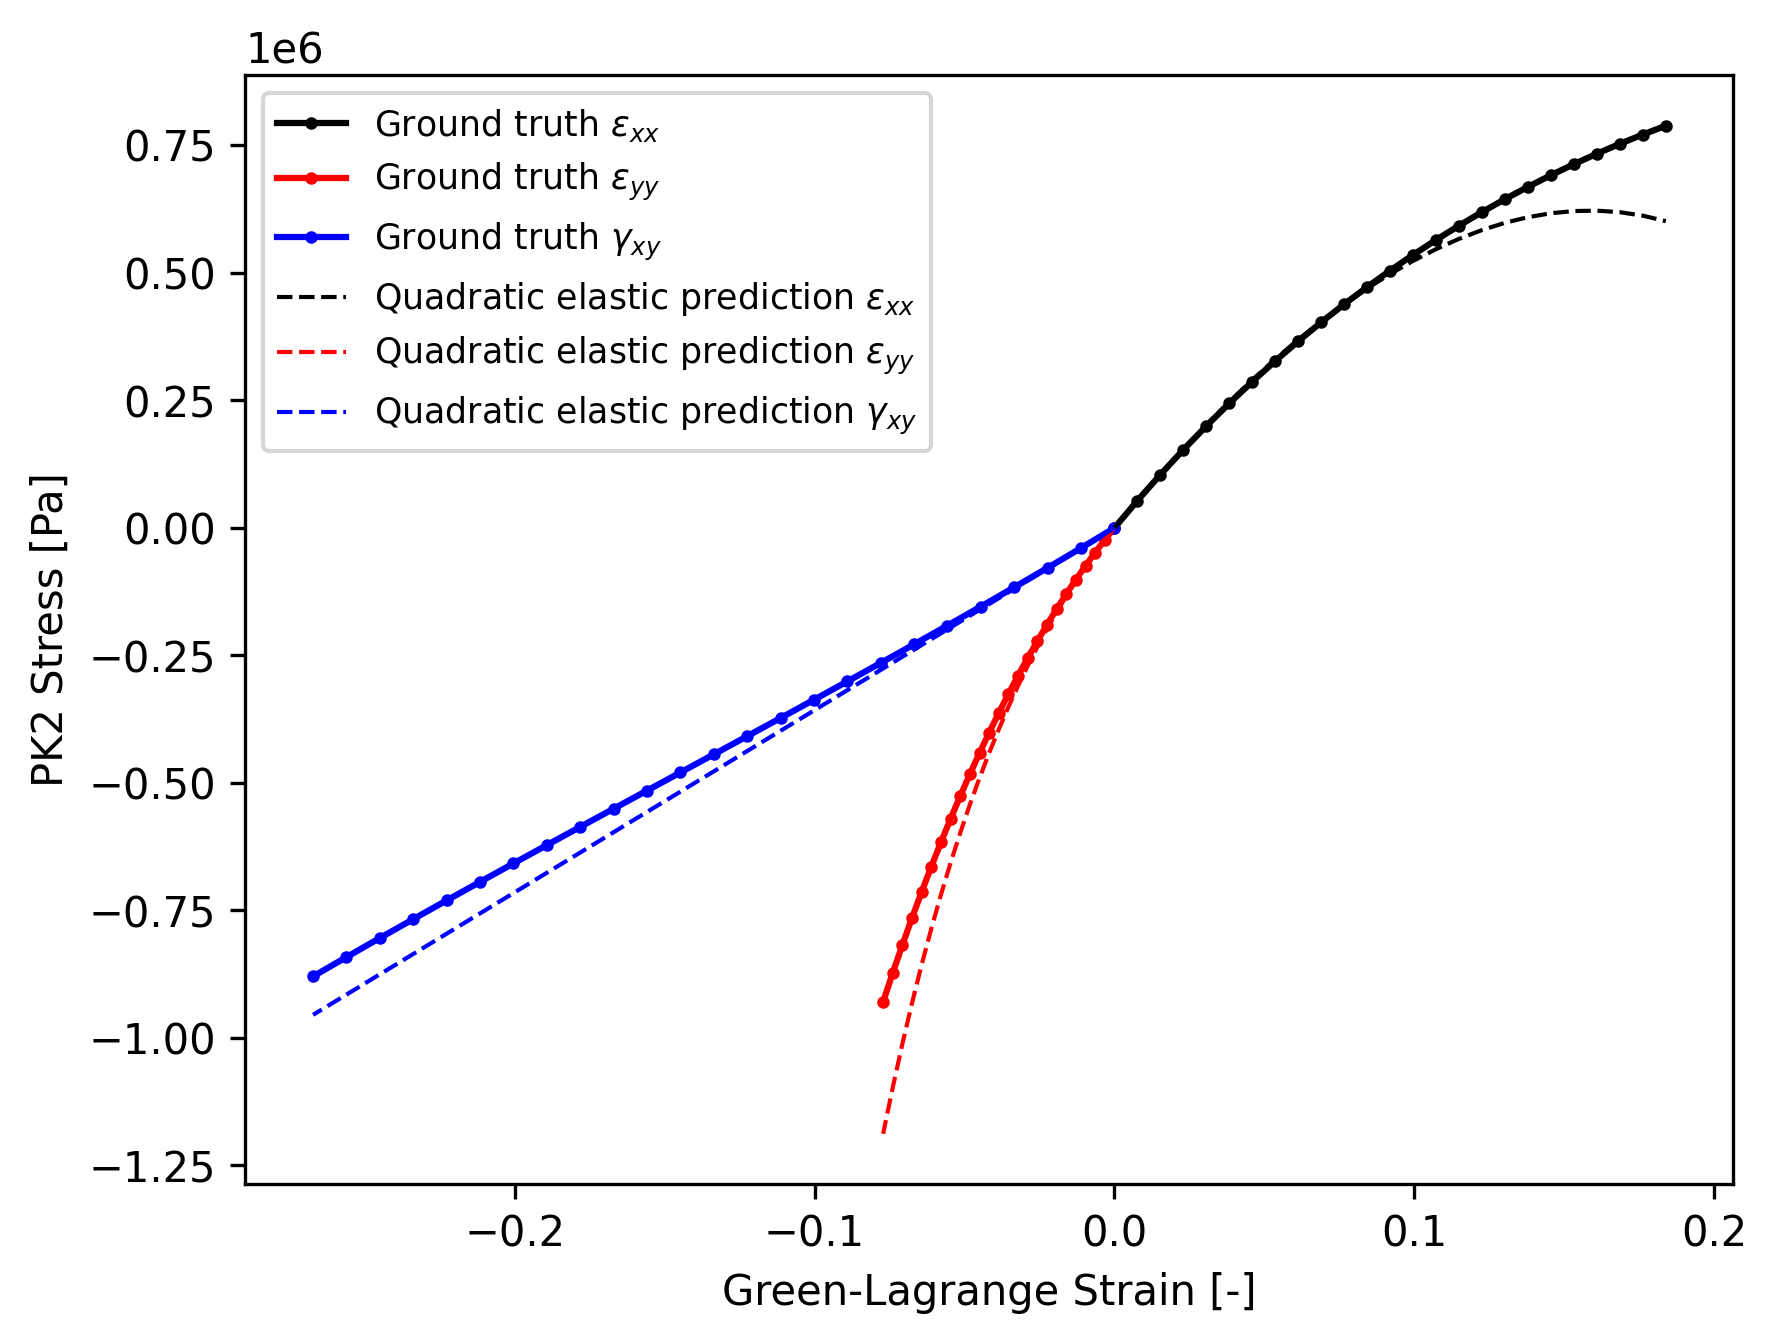 1e6
Ground truth εxx
Ground truth εyy
Ground truth γxy
Quadratic elastic prediction εxx
Quadratic elastic prediction εyy
Quadratic elastic prediction γxy
0.75
0.50
0.25
0.00
−0.25
−0.50
−0.75
−1.00
−1.25
PK2 Stress [Pa]
−0.2 −0.1 0.0 0.1 0.2
Green-Lagrange Strain [-]